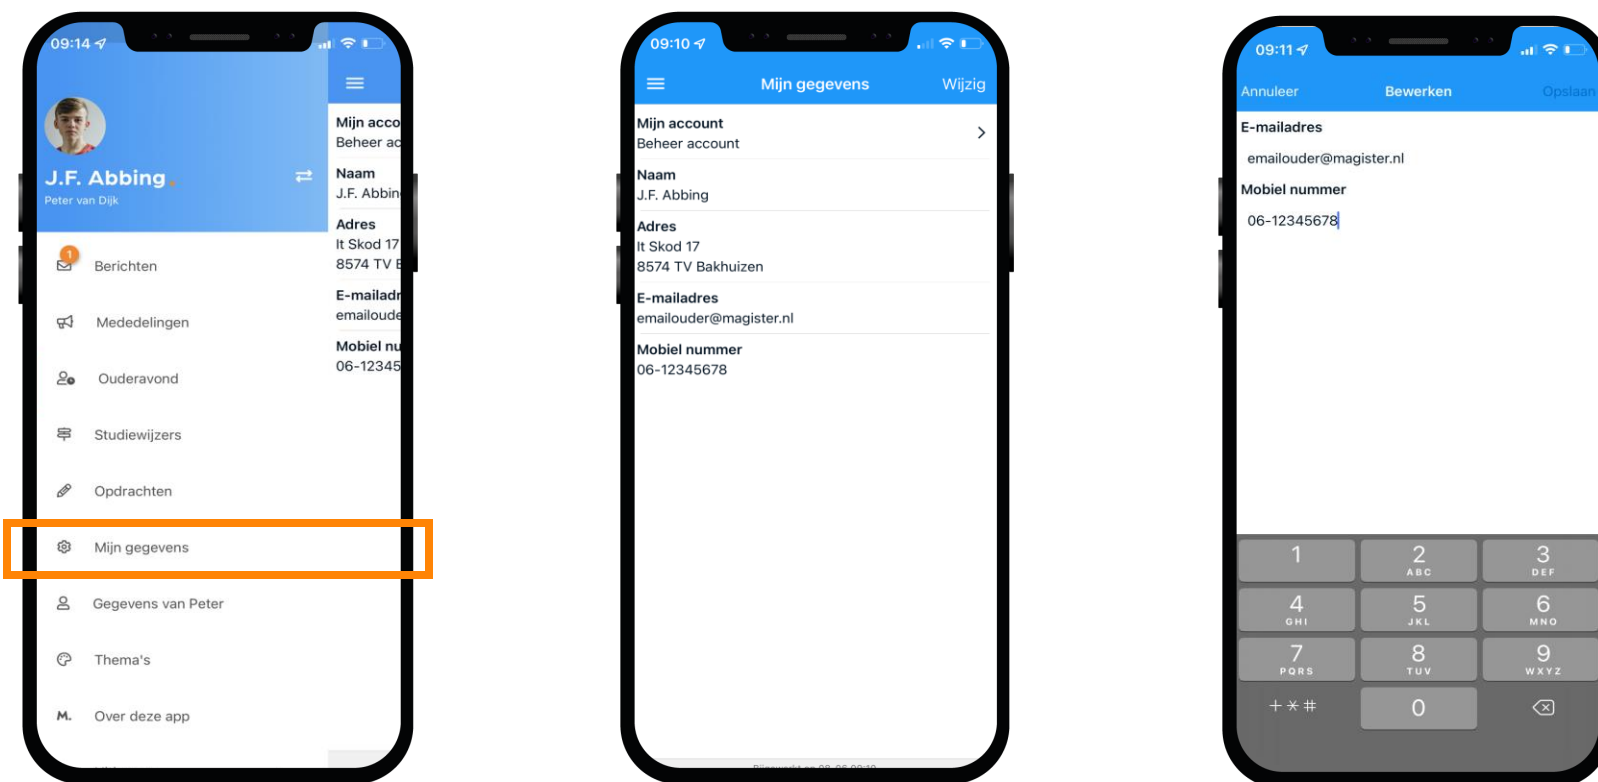 09:14
J.F. Abbing.
Peter van Dijk
1
Berichten
Mededelingen
Ouderavond
Studiewijzers
Opdrachten
Mijn gegevens
Gegevens van Peter
Thema's
M. Over deze app
Mijn acco
Beheer ac
Naam
J.F. Abbin
Adres
It Skod 17
8574 TV B
E-mailadr
emailoude
Mobiel nu
06-12345
09:10
Mijn gegevens
Wijzig
Mijn account
Beheer account
Naam
J.F. Abbing
Adres
It Skod 17
8574 TV Bakhuizen
E-mailadres
emailouder@magister.nl
Mobiel nummer
06-12345678
09:11
Annuleer
Bewerken
Opslaan
E-mailadres
emailouder@magister.nl
Mobiel nummer
06-12345678
1 2 3
ABC DEF
4 5 6
GHI JKL MNO
7 8 9
PQRS TUV WXYZ
+*# 0